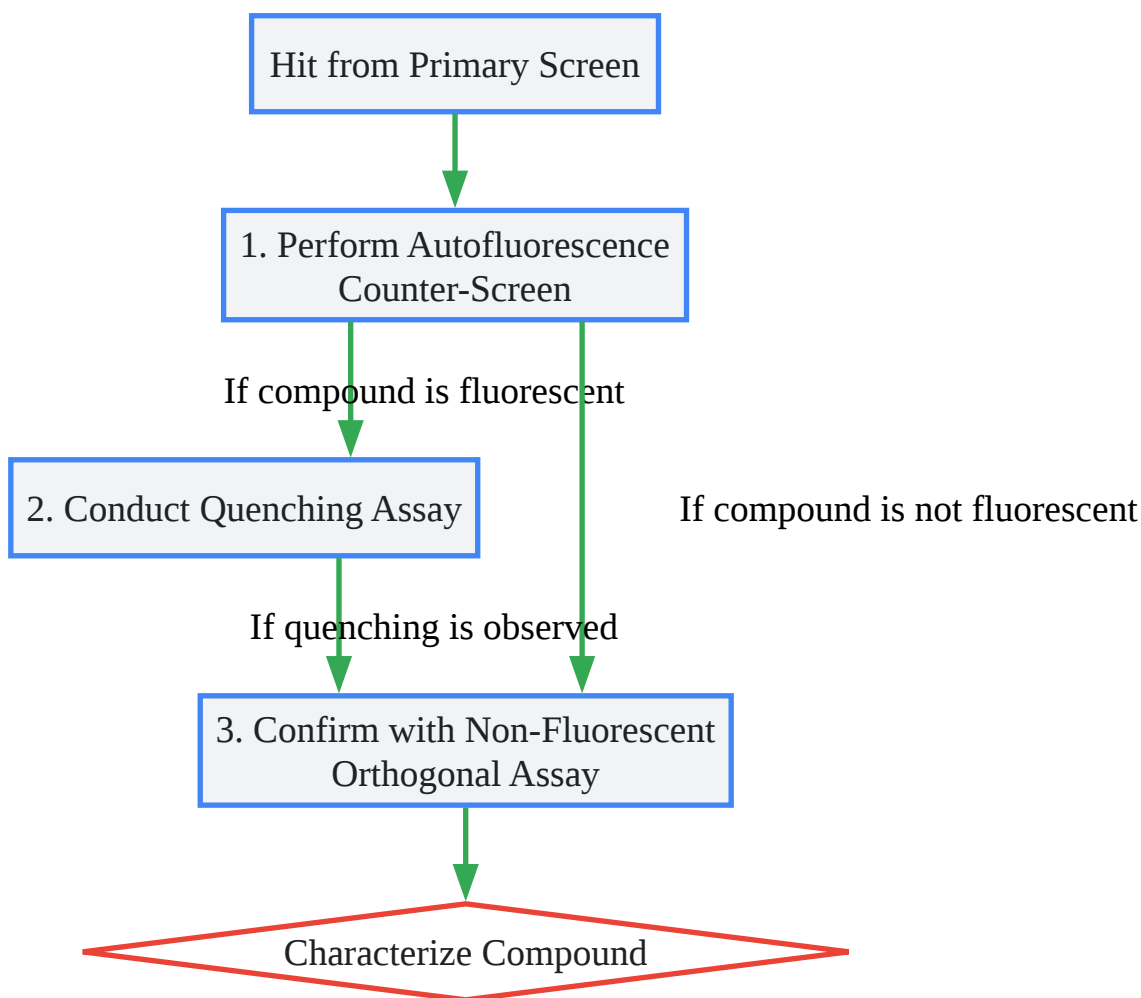 Hit from Primary Screen
1. Perform Autofluorescence
Counter-Screen
If compound is fluorescent
2. Conduct Quenching Assay
If compound is not fluorescent
If quenching is observed
3. Confirm with Non-Fluorescent
Orthogonal Assay
Characterize Compound